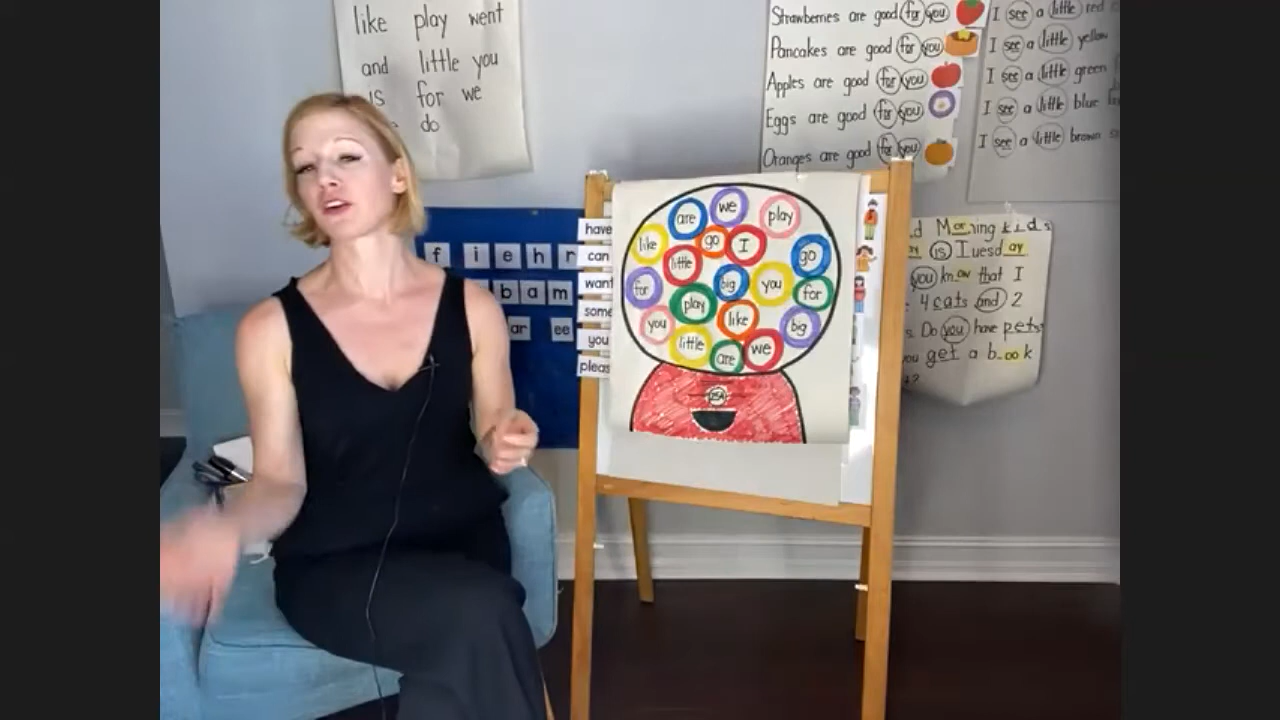 like play went
and little you
is for we
do
Strawberries are good for you
Pancakes are good for you
Apples are good for you
Eggs are good for you
Oranges are good for you
I see a little red
I see a little yellow
I see a little green
I see a little blue
I see a little brown
f i e h r
b a m
ar ee
have
can
want
some
you
pleas
are we play
like go I go
little
for big you for
play
you like big
little are we
25¢
Morning kids
is Tuesday
you know that I
4 cats and 2
Do you have pets
you get a book